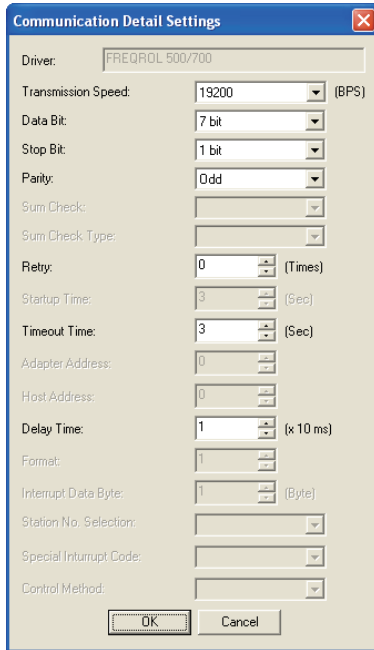 Communication Detail Settings
Driver: FREQROL 500/700
Transmission Speed: 19200 (BPS)
Data Bit: 7 bit
Stop Bit: 1 bit
Parity: Odd
Sum Check:
Sum Check Type:
Retry: 0 (Times)
Startup Time: 3 (Sec)
Timeout Time: 3 (Sec)
Adapter Address: 0
Host Address: 0
Delay Time: 1 (x 10 ms)
Format: 1
Interrupt Data Byte: 1 (Byte)
Station No. Selection:
Special Inturrupt Code:
Control Method:
OK Cancel